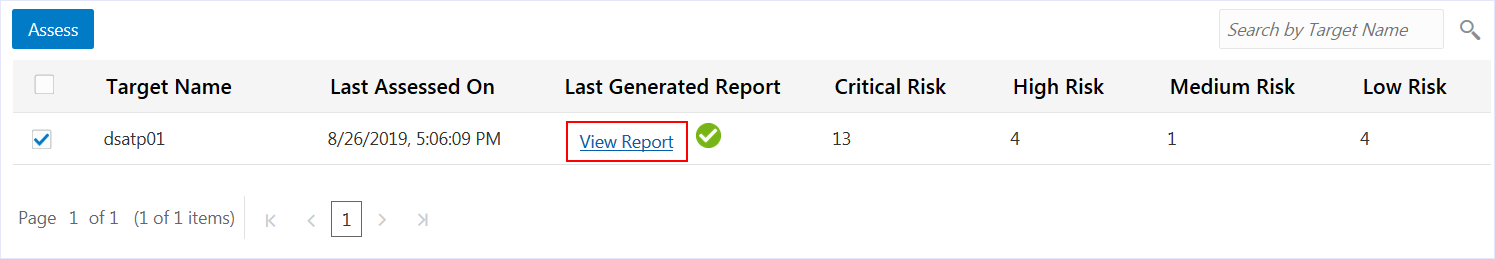 Assess
Search by Target Name
Target Name Last Assessed On Last Generated Report Critical Risk High Risk Medium Risk Low Risk
dsatp01 8/26/2019, 5:06:09 PM View Report 13 4 1 4
Page 1 of 1 (1 of 1 items) 1